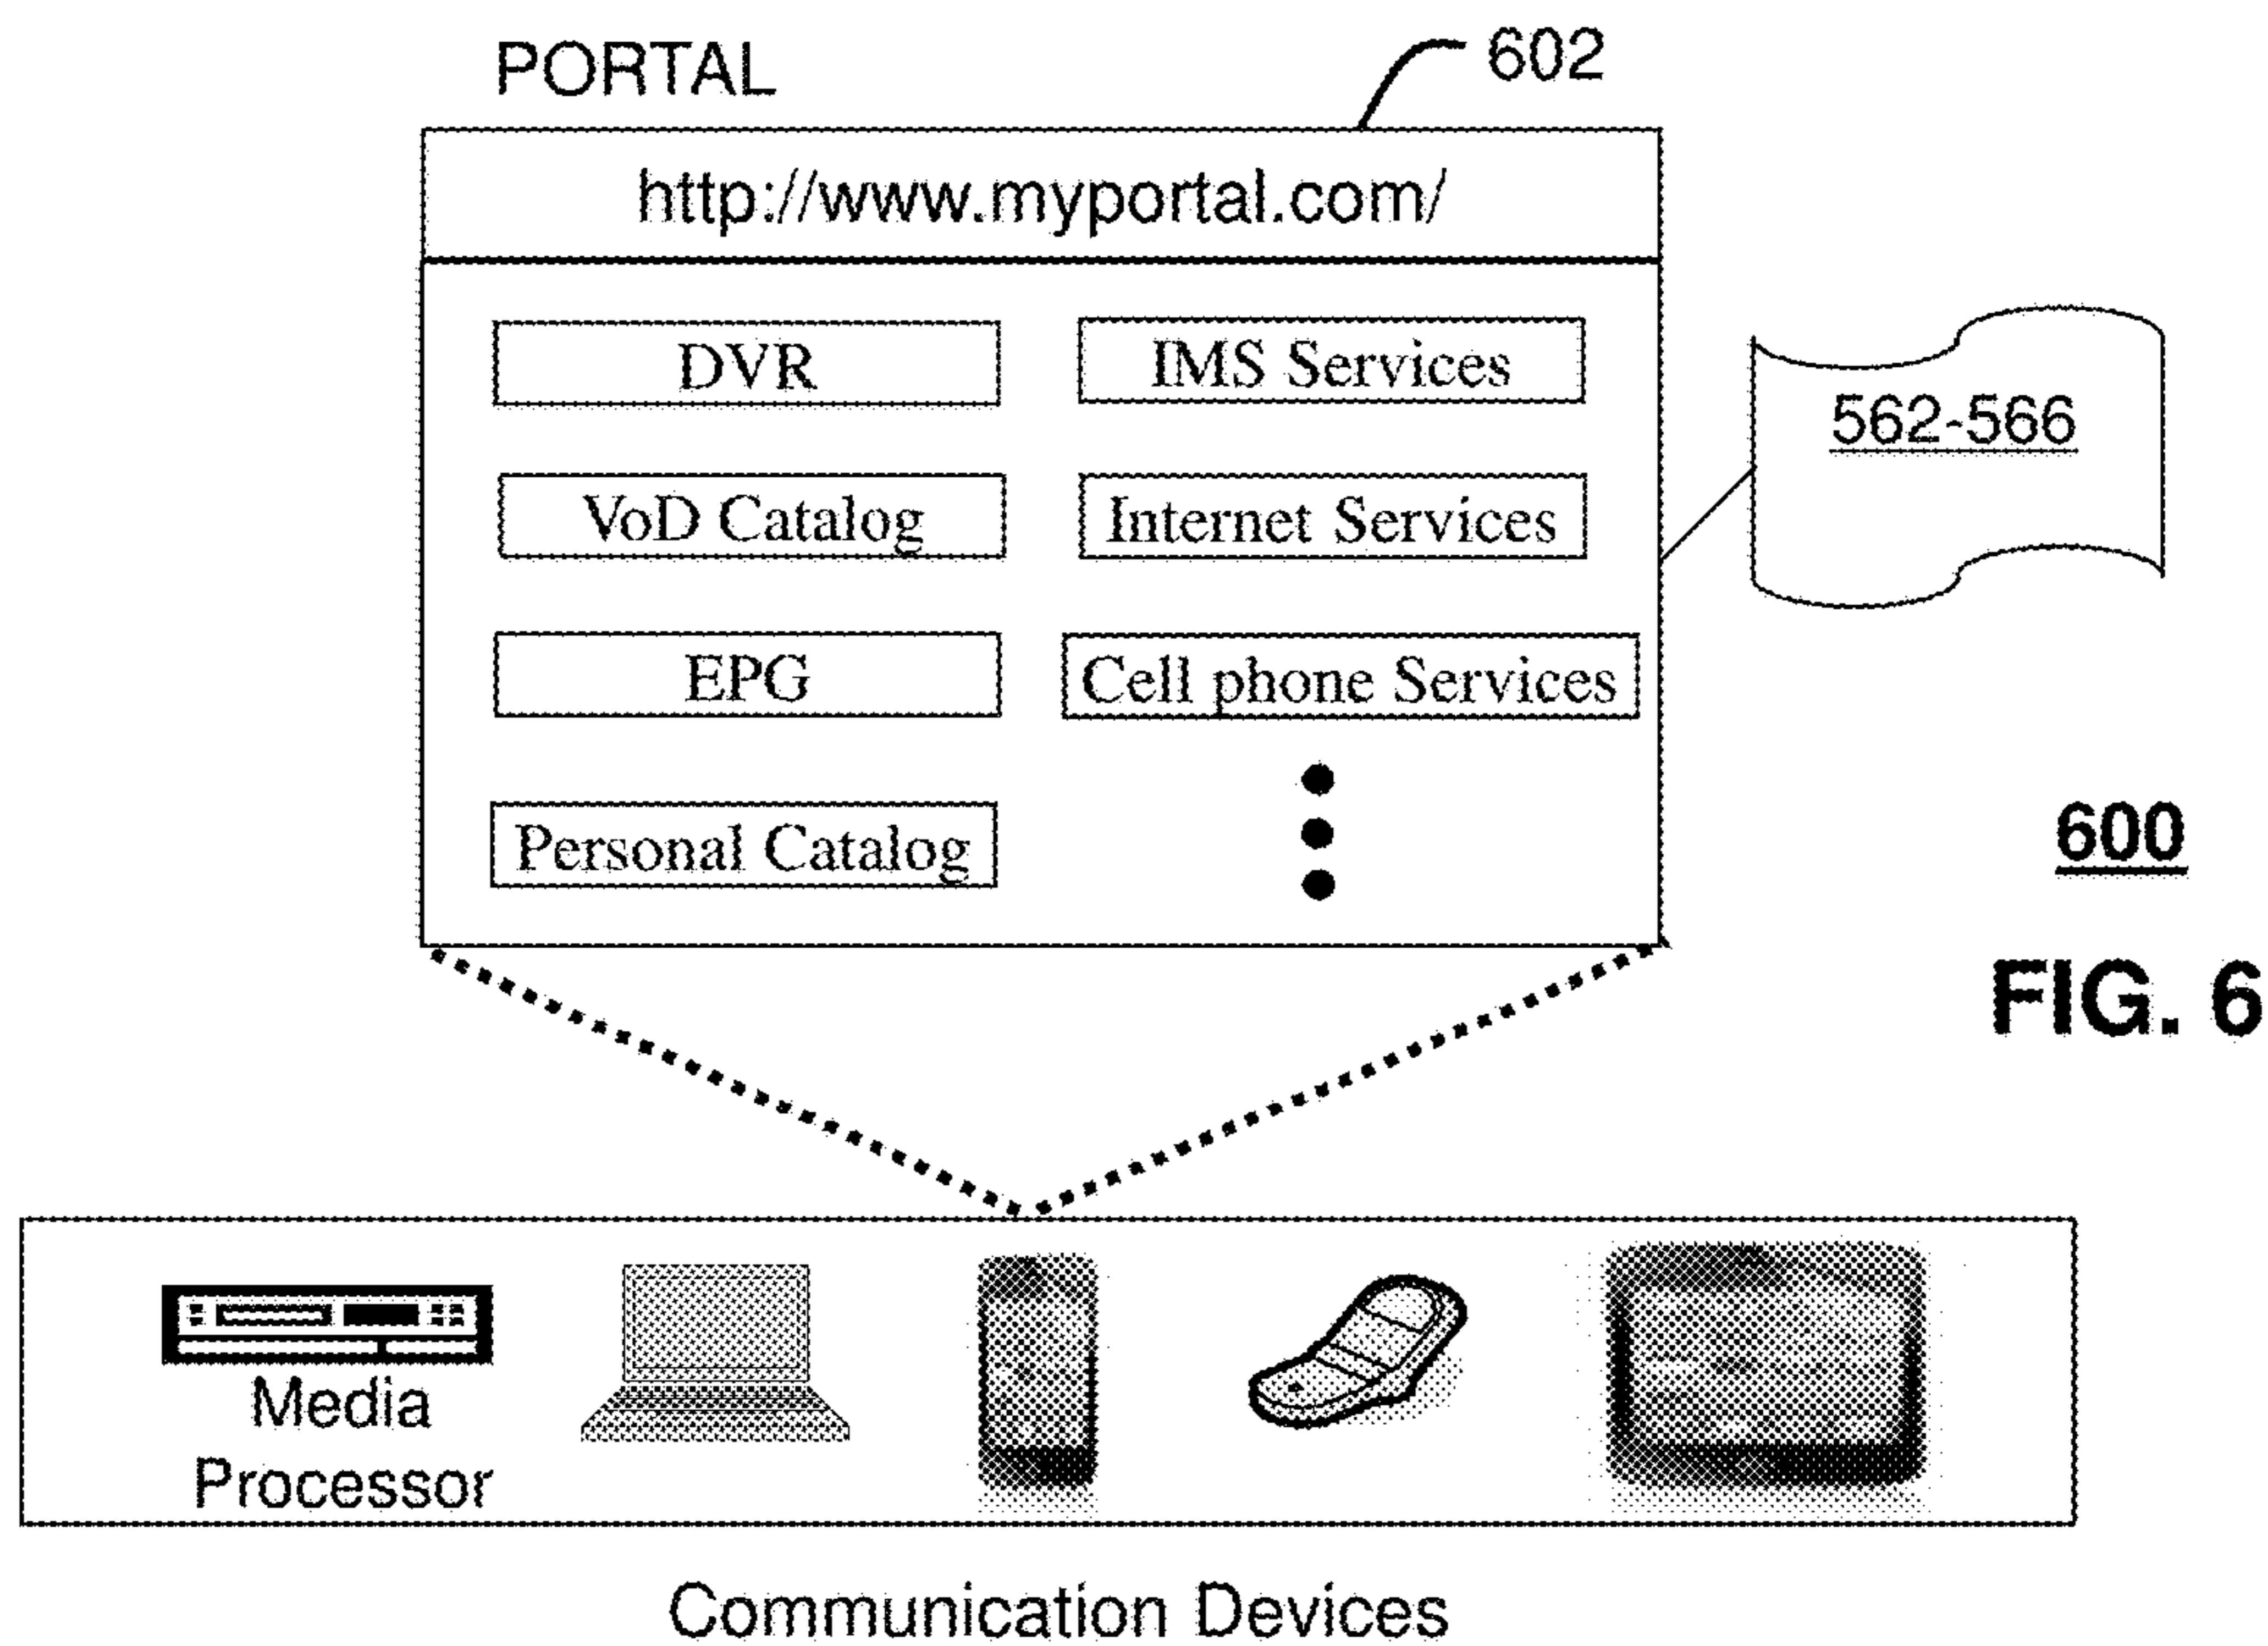 PORTAL
602
http://www.myportal.com/
DVR
IMS Services
VoD Catalog
Internet Services
EPG
Cell phone Services
Personal Catalog
562-566
600
FIG. 6
Media
Processor
Communication Devices